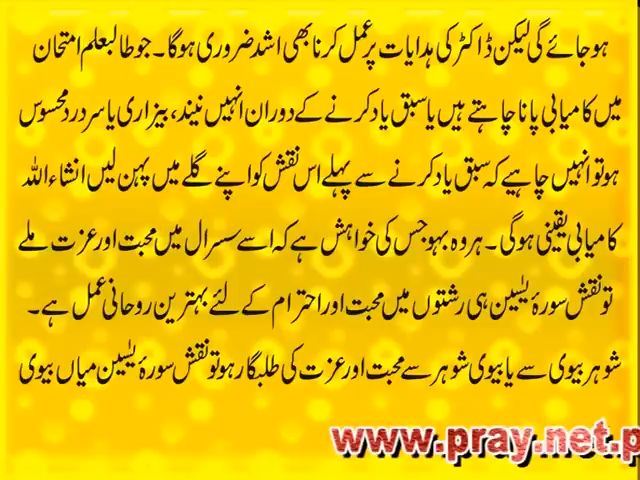 ہو جائے گی لیکن ڈاکٹر کی ہدایات پر عمل کرنا بھی اشد ضروری ہوگا۔ جو طالبعلم امتحان
میں کامیابی پانا چاہتے ہیں یا سبق یاد کرنے کے دوران انہیں نیند، بیزاری یا سر درد محسوس
ہو تو انہیں چاہیے کہ سبق یاد کرنے سے پہلے اس نقش کو اپنے گلے میں پہن لیں انشاء اللہ
کامیابی یقینی ہوگی۔ ہر وہ بہو جس کی خواہش ہے کہ اسے سسرال میں محبت اور عزت ملے
تو نقش سورۂ یٰسین ہی رشتوں میں محبت اور احترام کے لئے بہترین روحانی عمل ہے۔
شوہر بیوی سے یا بیوی شوہر سے محبت اور عزت کی طلبگار ہو تو نقش سورۂ یٰسین میاں بیوی
www.pray.net.p